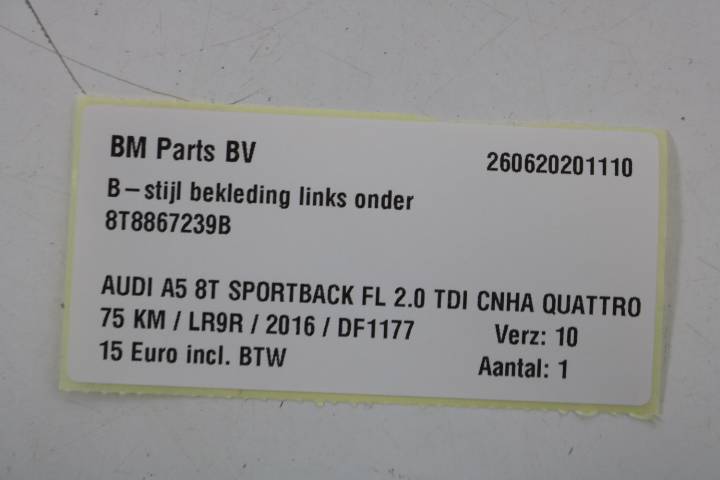 BM Parts BV 260620201110
B-stijl bekleding links onder
8T8867239B
AUDI A5 8T SPORTBACK FL 2.0 TDI CNHA QUATTRO
75 KM / LR9R / 2016 / DF1177 Verz: 10
15 Euro incl. BTW Aantal: 1